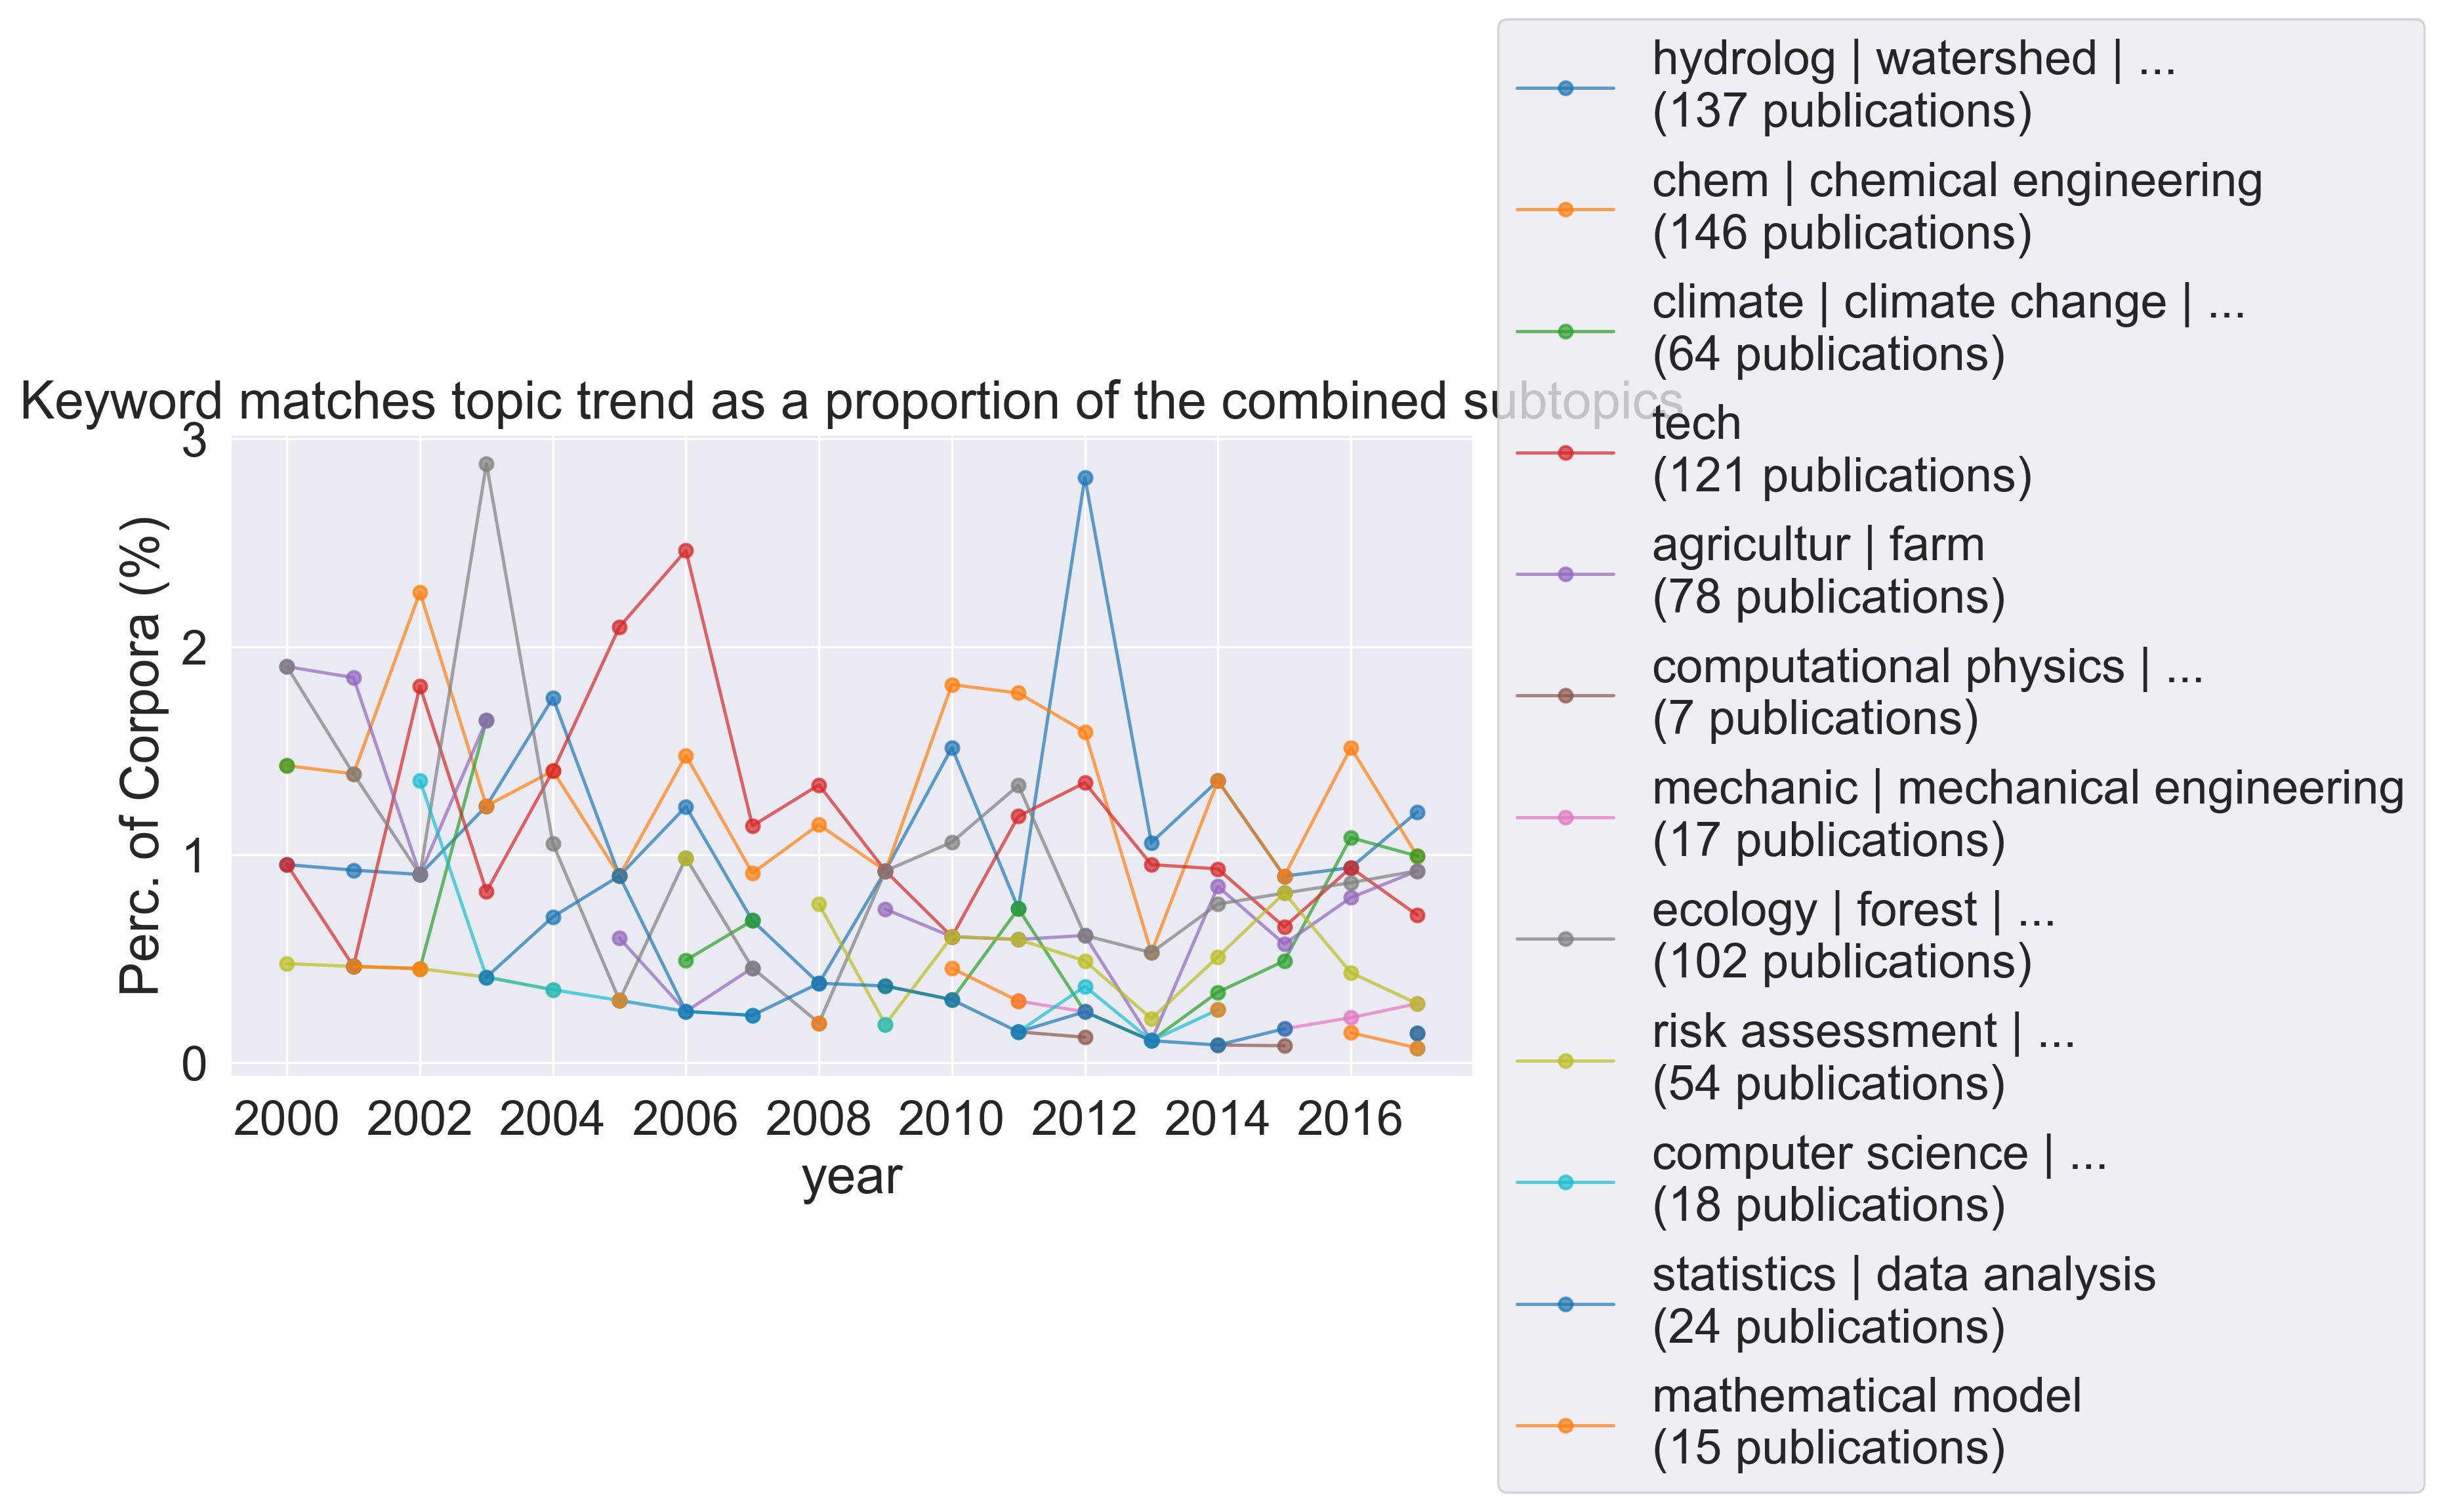 Keyword matches topic trend as a proportion of the combined subtopics
Perc. of Corpora (%)
3
2
1
0
2000 2002 2004 2006 2008 2010 2012 2014 2016
year
hydrolog | watershed | ...
(137 publications)
chem | chemical engineering
(146 publications)
climate | climate change | ...
(64 publications)
tech
(121 publications)
agricultur | farm
(78 publications)
computational physics | ...
(7 publications)
mechanic | mechanical engineering
(17 publications)
ecology | forest | ...
(102 publications)
risk assessment | ...
(54 publications)
computer science | ...
(18 publications)
statistics | data analysis
(24 publications)
mathematical model
(15 publications)